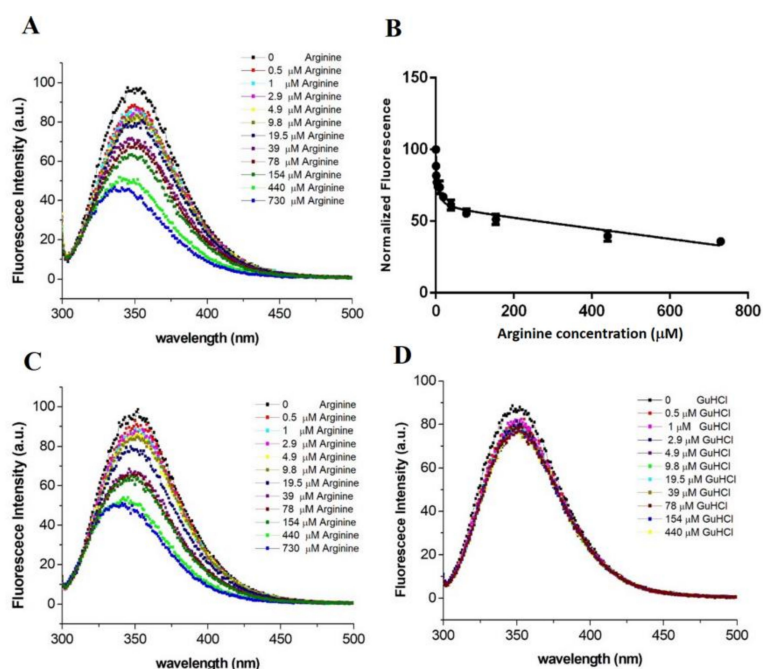 A
Fluorescece Intensity (a.u.)
100
80
60
40
20
0
300 350 400 450 500
wavelength (nm)
0 Arginine
0.5 μM Arginine
1 μM Arginine
2.9 μM Arginine
4.9 μM Arginine
9.8 μM Arginine
19.5 μM Arginine
39 μM Arginine
78 μM Arginine
154 μM Arginine
440 μM Arginine
730 μM Arginine
B
Normalized Fluorescence
150
100
50
0
0 200 400 600 800
Arginine concentration (μM)
C
Fluorescece Intensity (a.u.)
100
80
60
40
20
0
300 350 400 450 500
wavelength (nm)
0 Arginine
0.5 μM Arginine
1 μM Arginine
2.9 μM Arginine
4.9 μM Arginine
9.8 μM Arginine
19.5 μM Arginine
39 μM Arginine
78 μM Arginine
154 μM Arginine
440 μM Arginine
730 μM Arginine
D
Fluorescece Intensity (a.u.)
100
80
60
40
20
0
300 350 400 450 500
wavelength (nm)
0 GuHCl
0.5 μM GuHCl
1 μM GuHCl
2.9 μM GuHCl
4.9 μM GuHCl
9.8 μM GuHCl
19.5 μM GuHCl
39 μM GuHCl
78 μM GuHCl
154 μM GuHCl
440 μM GuHCl